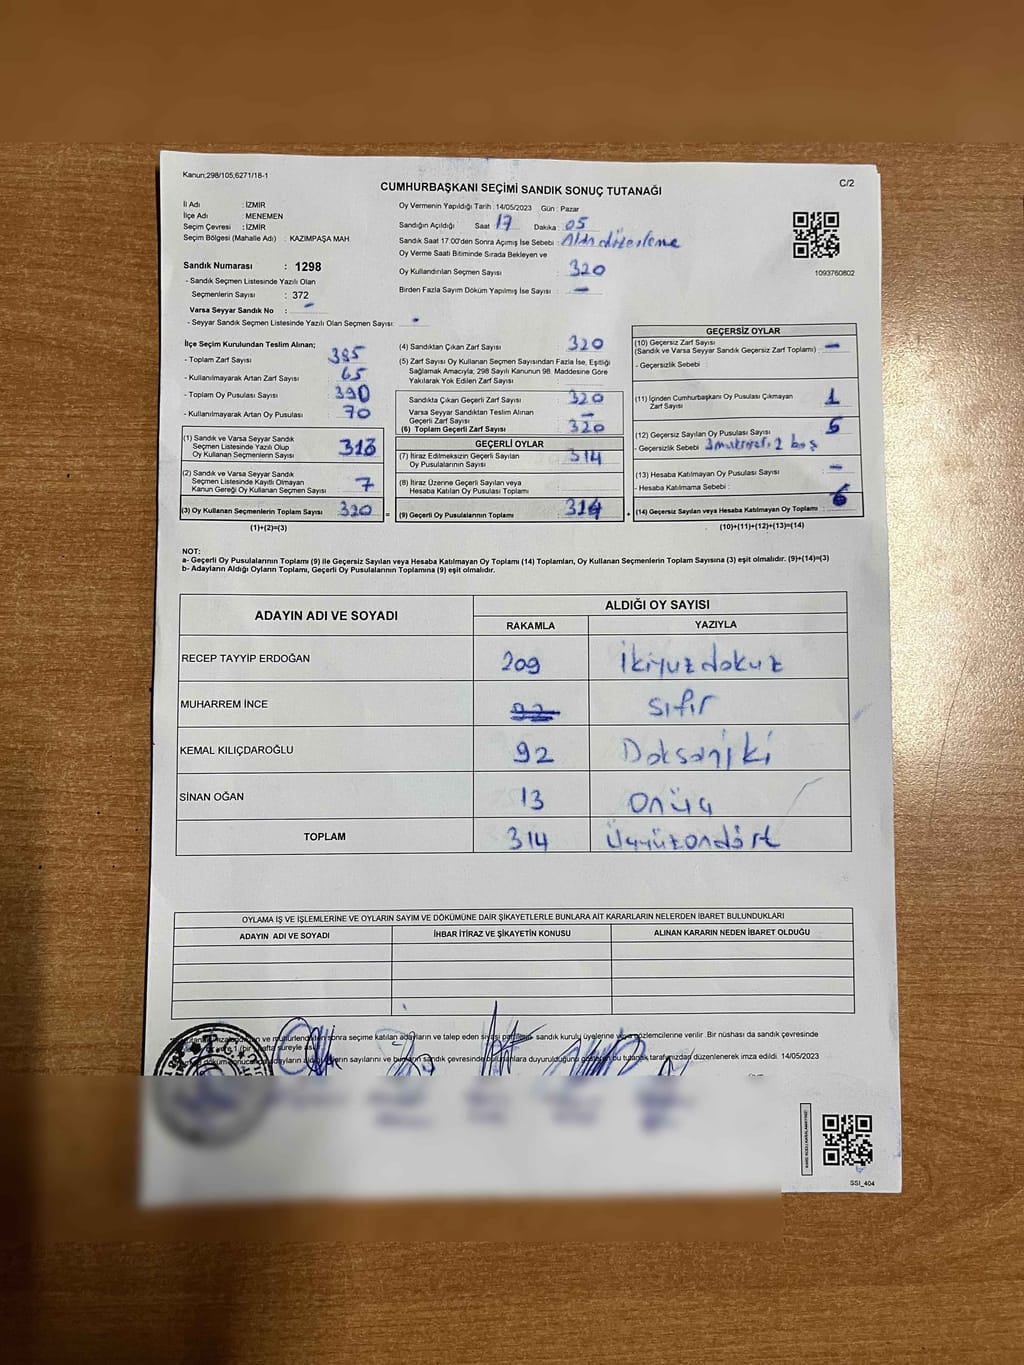 Kanun;298/105,6271/18-1
C/2
CUMHURBAŞKANI SEÇİMİ SANDIK SONUÇ TUTANAĞI
İl Adı : İZMİR
İlçe Adı : MENEMEN
Seçim Çevresi : İZMİR
Seçim Bölgesi (Mahalle Adı) : KAZIMPAŞA MAH.
Sandık Numarası : 1298
- Sandık Seçmen Listesinde Yazılı Olan
Seçmenlerin Sayısı : 372
Varsa Seyyar Sandık No : -
- Seyyar Sandık Seçmen Listesinde Yazılı Olan Seçmen Sayısı:
Oy Vermenin Yapıldığı Tarih : 14/05/2023 Gün : Pazar
Sandığın Açıldığı Saat 17 Dakika : 05
Sandık Saat 17.00'den Sonra Açımış İse Sebebi :
Oy Verme Saati Bitiminde Sırada Bekleyen ve
Oy Kullandırılan Seçmen Sayısı 320
Birden Fazla Sayım Döküm Yapılmış İse Sayısı : -
1093760802
İlçe Seçim Kurulundan Teslim Alınan;
- Toplam Zarf Sayısı 385
- Kullanılmayarak Artan Zarf Sayısı 65
- Toplam Oy Pusulası Sayısı 390
- Kullanılmayarak Artan Oy Pusulası 70
(1) Sandık ve Varsa Seyyar Sandık
Seçmen Listesinde Yazılı Olup
Oy Kullanan Seçmenlerin Sayısı 313
(2) Sandık ve Varsa Seyyar Sandık
Seçmen Listesinde Kayıtlı Olmayan
Kanun Gereği Oy Kullanan Seçmen Sayısı 7
(3) Oy Kullanan Seçmenlerin Toplam Sayısı 320 =
(1)+(2)=(3)
(4) Sandıktan Çıkan Zarf Sayısı 320
(5) Zarf Sayısı Oy Kullanan Seçmen Sayısından Fazla İse, Eşitliği
Sağlamak Amacıyla; 298 Sayılı Kanunun 98. Maddesine Göre
Yakılarak Yok Edilen Zarf Sayısı :
Sandıkta Çıkan Geçerli Zarf Sayısı 320
Varsa Seyyar Sandıktan Teslim Alınan
Geçerli Zarf Sayısı -
(6) Toplam Geçerli Zarf Sayısı 320
GEÇERLİ OYLAR
(7) İtiraz Edilmeksizin Geçerli Sayılan
Oy Pusulalarının Sayısı 314
(8) İtiraz Üzerine Geçerli Sayılan veya
Hesaba Katılan Oy Pusulası Toplamı
(9) Geçerli Oy Pusulalarının Toplamı 314 +
GEÇERSİZ OYLAR
(10) Geçersiz Zarf Sayısı
(Sandık ve Varsa Seyyar Sandık Geçersiz Zarf Toplamı) : -
- Geçersizlik Sebebi :
(11) İçinden Cumhurbaşkanı Oy Pusulası Çıkmayan
Zarf Sayısı 1
(12) Geçersiz Sayılan Oy Pusulası Sayısı 5
- Geçersizlik Sebebi 2 boş
(13) Hesaba Katılmayan Oy Pusulası Sayısı -
- Hesaba Katılmama Sebebi :
(14) Geçersiz Sayılan veya Hesaba Katılmayan Oy Toplamı : 6
(10)+(11)+(12)+(13)=(14)
NOT:
a- Geçerli Oy Pusulalarının Toplamı (9) ile Geçersiz Sayılan veya Hesaba Katılmayan Oy Toplamı (14) Toplamları, Oy Kullanan Seçmenlerin Toplam Sayısına (3) eşit olmalıdır. (9)+(14)=(3)
b- Adayların Aldığı Oyların Toplamı, Geçerli Oy Pusulalarının Toplamına (9) eşit olmalıdır.
ADAYIN ADI VE SOYADI
ALDIĞI OY SAYISI
RAKAMLA YAZIYLA
RECEP TAYYİP ERDOĞAN 209 İkiyüzdokuz
MUHARREM İNCE 92 sıfır
KEMAL KILIÇDAROĞLU 92 Doksaniki
SİNAN OĞAN 13 onüç
TOPLAM 314 Üçyüzondört
OYLAMA İŞ VE İŞLEMLERİNE VE OYLARIN SAYIM VE DÖKÜMÜNE DAİR ŞİKAYETLERLE BUNLARA AİT KARARLARIN NELERDEN İBARET BULUNDUKLARI
ADAYIN ADI VE SOYADI İHBAR İTİRAZ VE ŞİKAYETİN KONUSU ALINAN KARARIN NEDEN İBARET OLDUĞU
sonra seçime katılan adayların ve talep eden siyasi sandık kurulu üyelerine veya gözlemcilerine verilir. Bir nüshası da sandık çevresinde
sayılarını ve duyurulduğunu bu tutanak tarafımızdan düzenlenerek imza edildi. 14/05/2023
SSİ_404